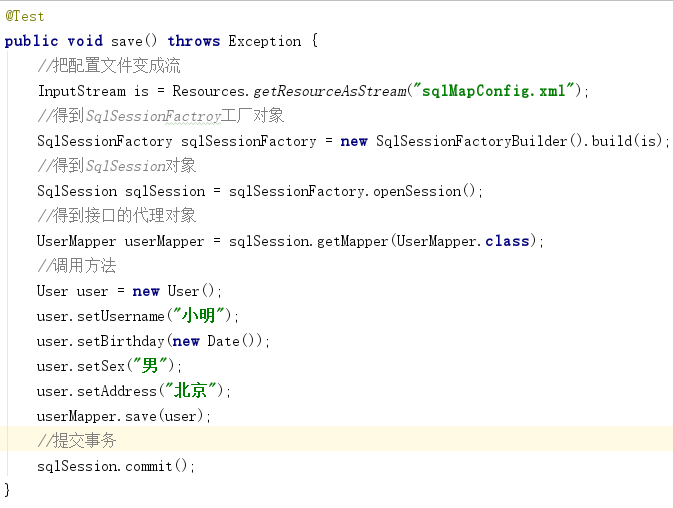 @Test
public void save() throws Exception {
//把配置文件变成流
InputStream is = Resources.getResourceAsStream("sqlMapConfig.xml");
//得到SqlSessionFactroy工厂对象
SqlSessionFactory sqlSessionFactory = new SqlSessionFactoryBuilder().build(is);
//得到SqlSession对象
SqlSession sqlSession = sqlSessionFactory.openSession();
//得到接口的代理对象
UserMapper userMapper = sqlSession.getMapper(UserMapper.class);
//调用方法
User user = new User();
user.setUsername("小明");
user.setBirthday(new Date());
user.setSex("男");
user.setAddress("北京");
userMapper.save(user);
//提交事务
sqlSession.commit();
}